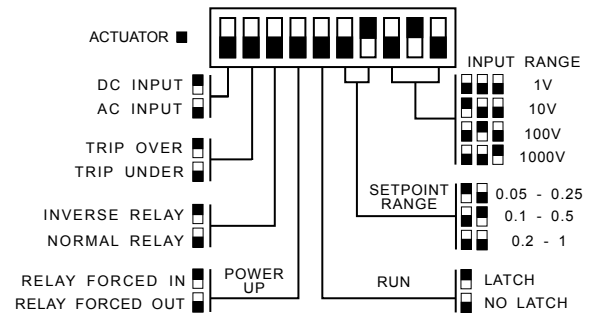 ACTUATOR
INPUT RANGE
DC INPUT
AC INPUT
1V
10V
100V
1000V
TRIP OVER
TRIP UNDER
SETPOINT
RANGE
0.05 - 0.25
0.1 - 0.5
0.2 - 1
INVERSE RELAY
NORMAL RELAY
RELAY FORCED IN
RELAY FORCED OUT
POWER
UP
RUN
LATCH
NO LATCH